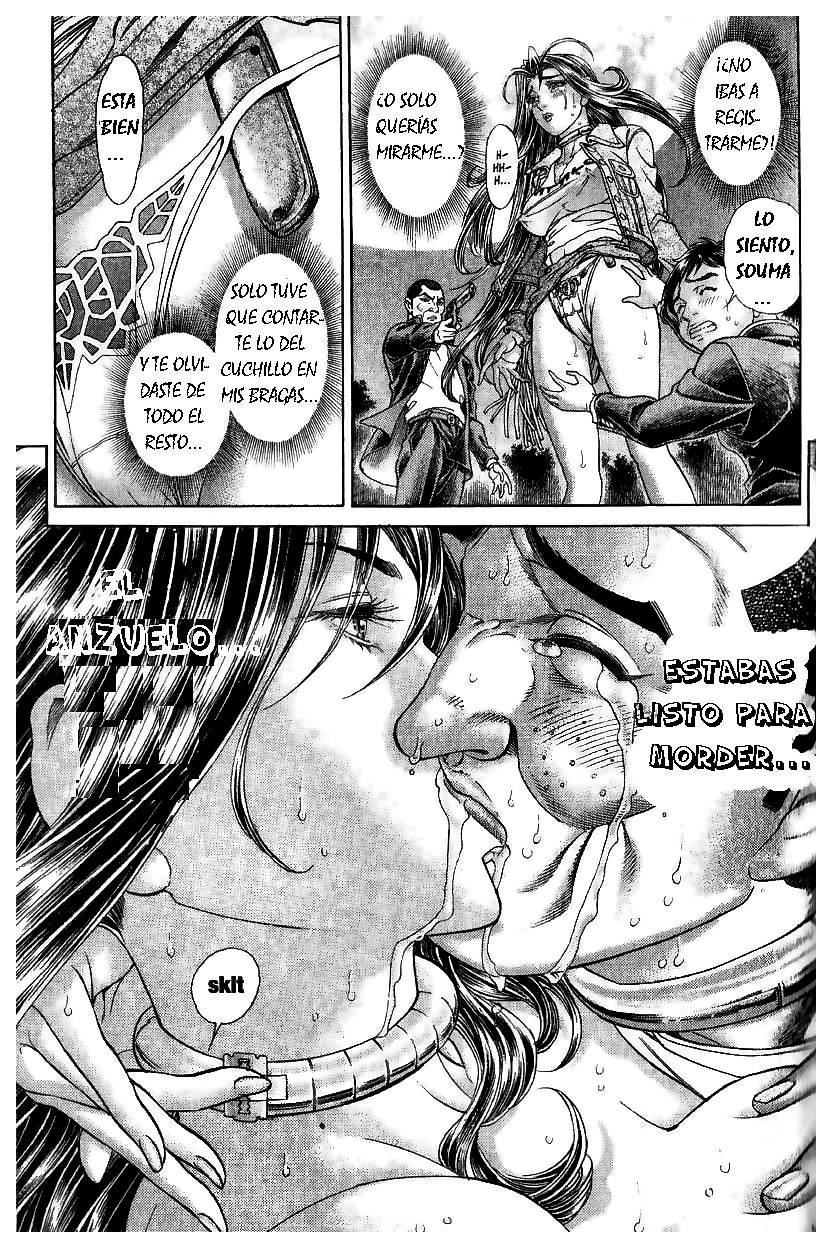 ¡¿NO
IBAS A
REGIS-
TRARME?!
LO
SIENTO,
SOUMA
...
H-
HH-
H...
¿O SOLO
QUERÍAS
MIRARME...?
ESTA
BIEN
...
SOLO TUVE
QUE CONTAR-
TE LO DEL
CUCHILLO EN
MIS BRAGAS...
Y TE OLVI-
DASTE DE
TODO EL
RESTO...
EL
ANZUELO...
ESTABAS
LISTO PARA
MORDER...
skit